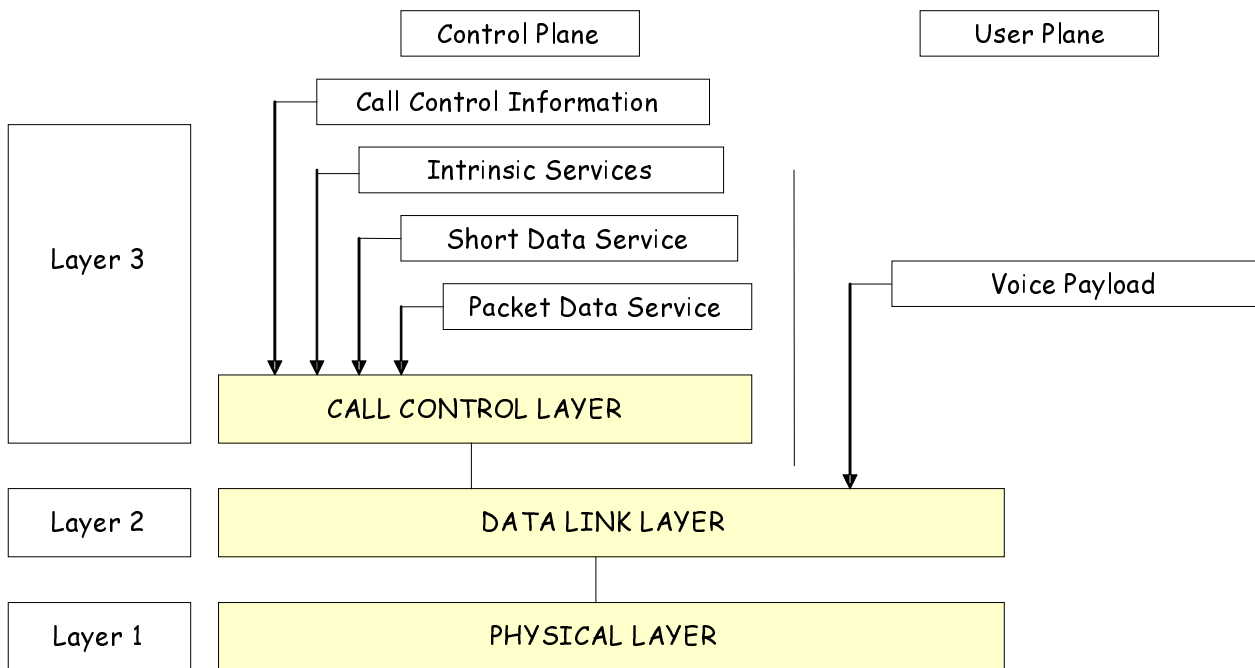 Control Plane
User Plane
Call Control Information
Intrinsic Services
Short Data Service
Layer 3
Voice Payload
Packet Data Service
CALL CONTROL LAYER
Layer 2
DATA LINK LAYER
Layer 1
PHYSICAL LAYER